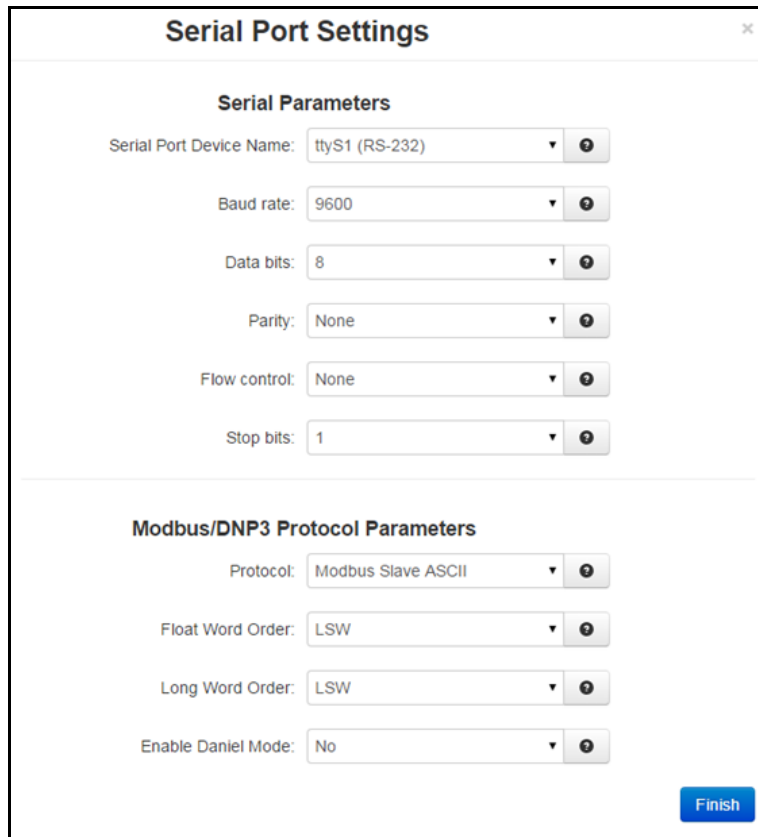 Serial Port Settings ×
Serial Parameters
Serial Port Device Name: ttyS1 (RS-232) ▼ ?
Baud rate: 9600 ▼ ?
Data bits: 8 ▼ ?
Parity: None ▼ ?
Flow control: None ▼ ?
Stop bits: 1 ▼ ?
Modbus/DNP3 Protocol Parameters
Protocol: Modbus Slave ASCII ▼ ?
Float Word Order: LSW ▼ ?
Long Word Order: LSW ▼ ?
Enable Daniel Mode: No ▼ ?
Finish